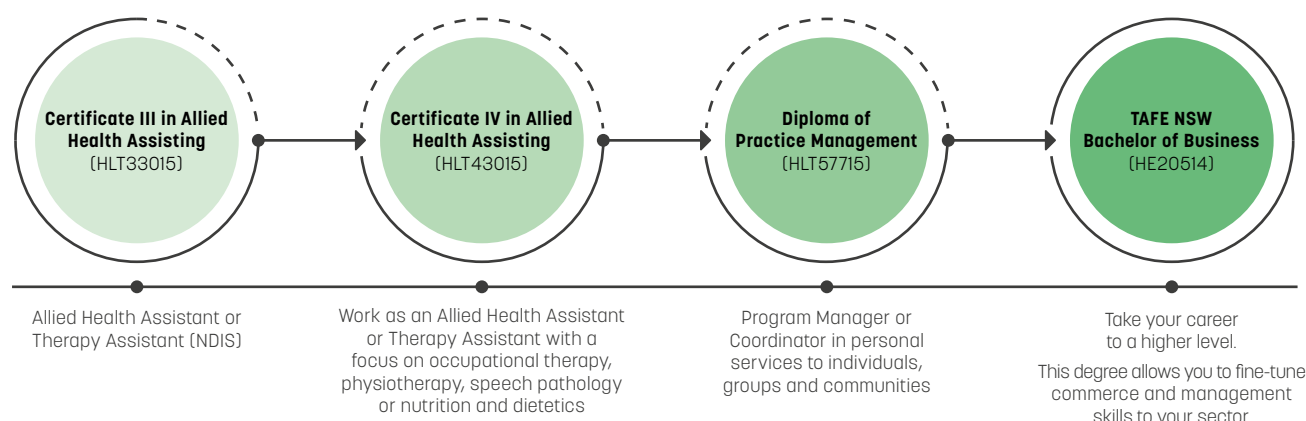 Certificate III in Allied
Health Assisting
(HLT33015)
Certificate IV in Allied
Health Assisting
(HLT43015)
Diploma of
Practice Management
(HLT57715)
TAFE NSW
Bachelor of Business
(HE20514)
Allied Health Assistant or
Therapy Assistant (NDIS)
Work as an Allied Health Assistant
or Therapy Assistant with a
focus on occupational therapy,
physiotherapy, speech pathology
or nutrition and dietetics
Program Manager or
Coordinator in personal
services to individuals,
groups and communities
Take your career
to a higher level.
This degree allows you to fine-tune
commerce and management
skills to your sector